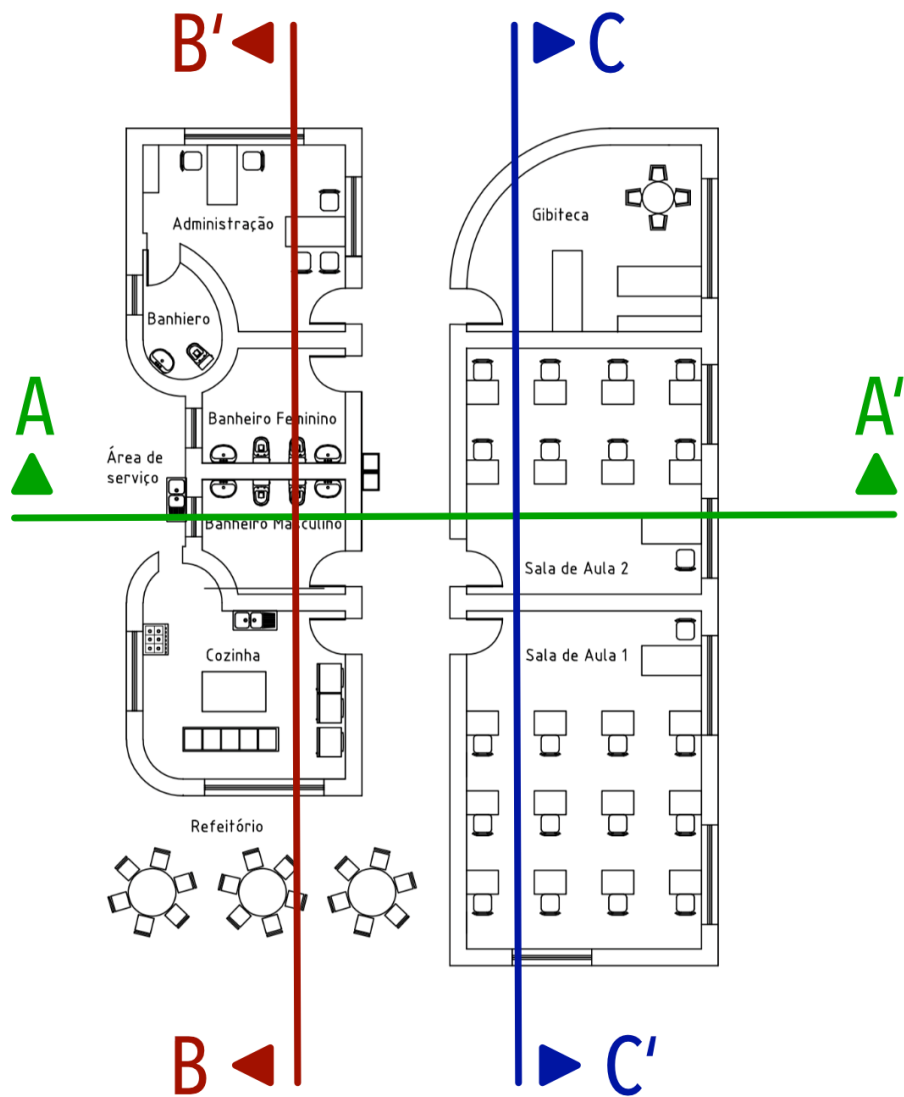 B'
C
Administração
Gibiteca
Banhiero
A
A'
Banheiro Feminino
Área de
serviço
Banheiro Masculino
Sala de Aula 2
Cozinha
Sala de Aula 1
Refeitório
B
C'